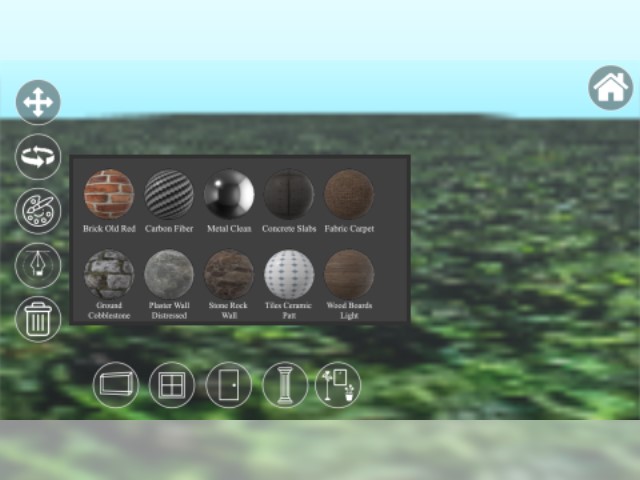 Brick Old Red Carbon Fiber Metal Clean Concrete Slabs Fabric Carpet
Ground Plaster Wall Stone Rock Tiles Ceramic Wood Boards
Cobblestone Distressed Wall Patt Light